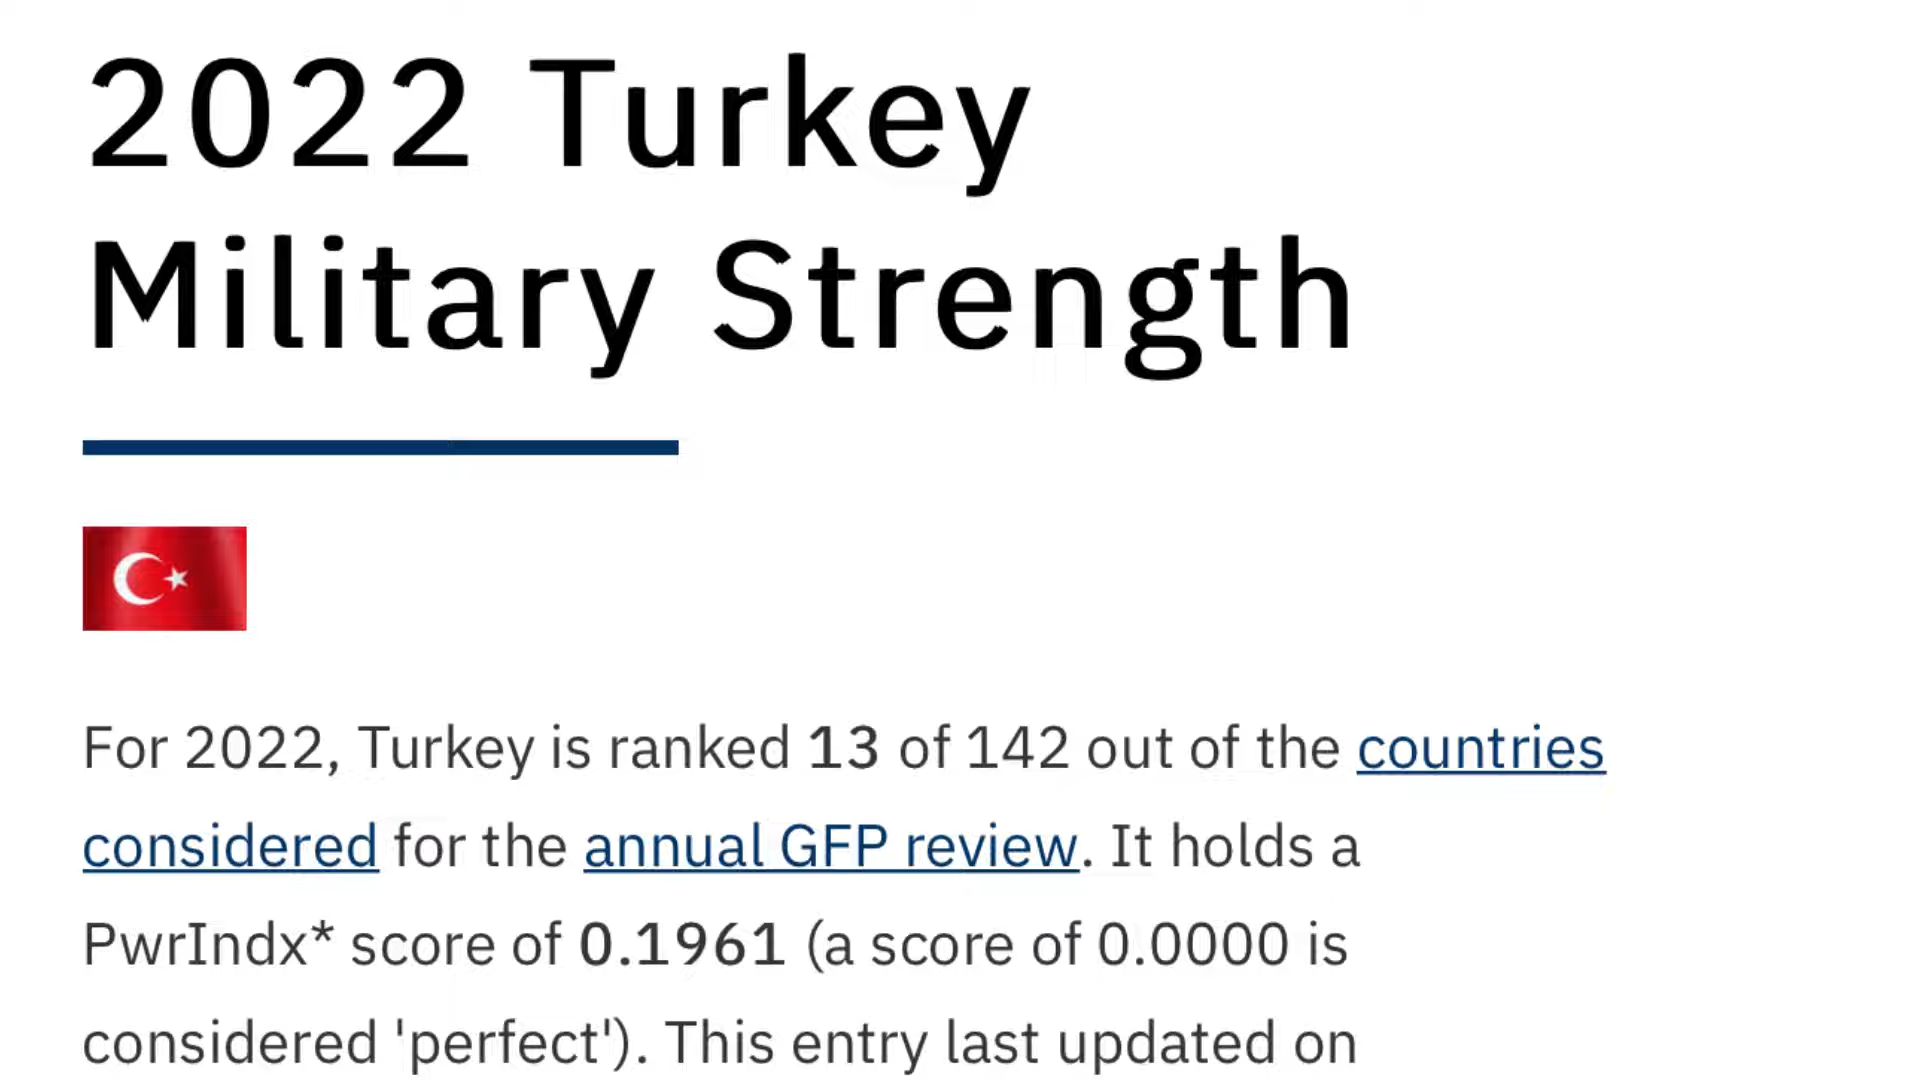 2022 Turkey
Military Strength
For 2022, Turkey is ranked 13 of 142 out of the countries
considered for the annual GFP review. It holds a
PwrIndx* score of 0.1961 (a score of 0.0000 is
considered 'perfect'). This entry last updated on